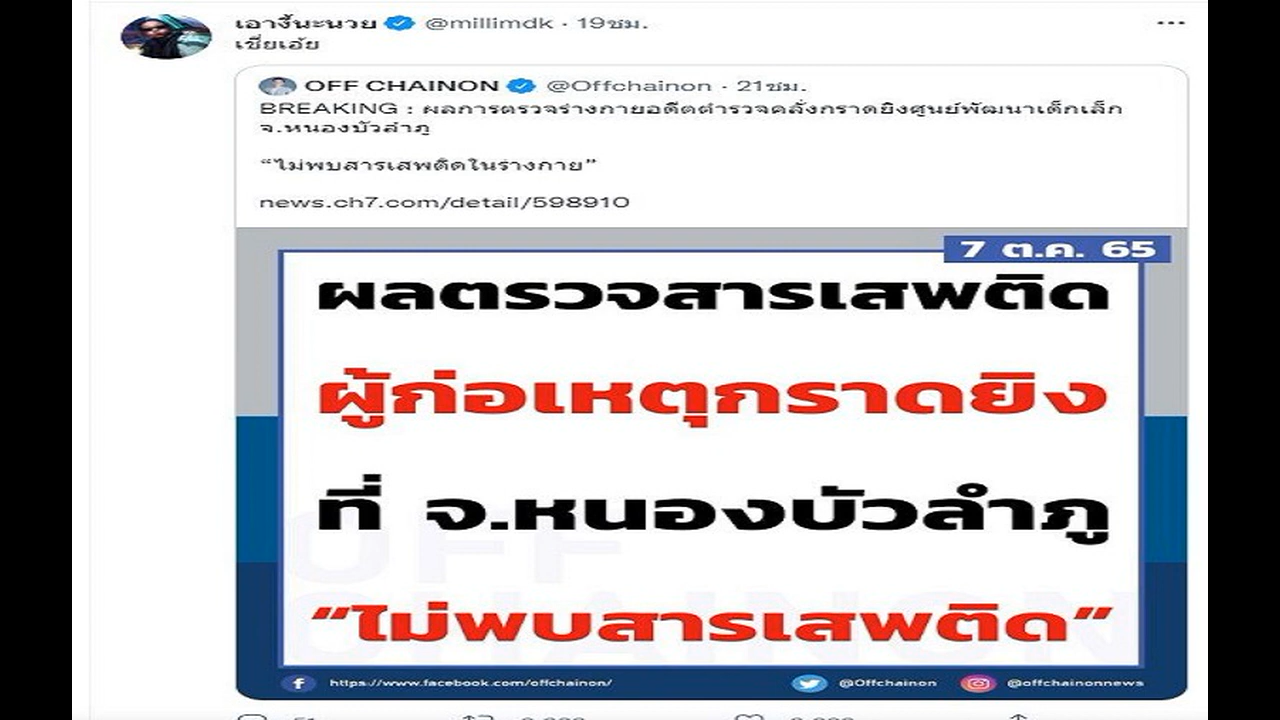 เอางี้นะนวย @millimdk · 19ชม.
เชี่ยเอ้ย
OFF CHAINON @Offchainon · 21ชม.
BREAKING : ผลการตรวจร่างกายอดีตตำรวจคลั่งกราดยิงศูนย์พัฒนาเด็กเล็ก
จ.หนองบัวลำภู
“ไม่พบสารเสพติดในร่างกาย”
news.ch7.com/detail/598910
7 ต.ค. 65
ผลตรวจสารเสพติด
ผู้ก่อเหตุกราดยิง
ที่ จ.หนองบัวลำภู
“ไม่พบสารเสพติด”
https://www.facebook.com/offchainon/ @Offchainon @offchainonnews